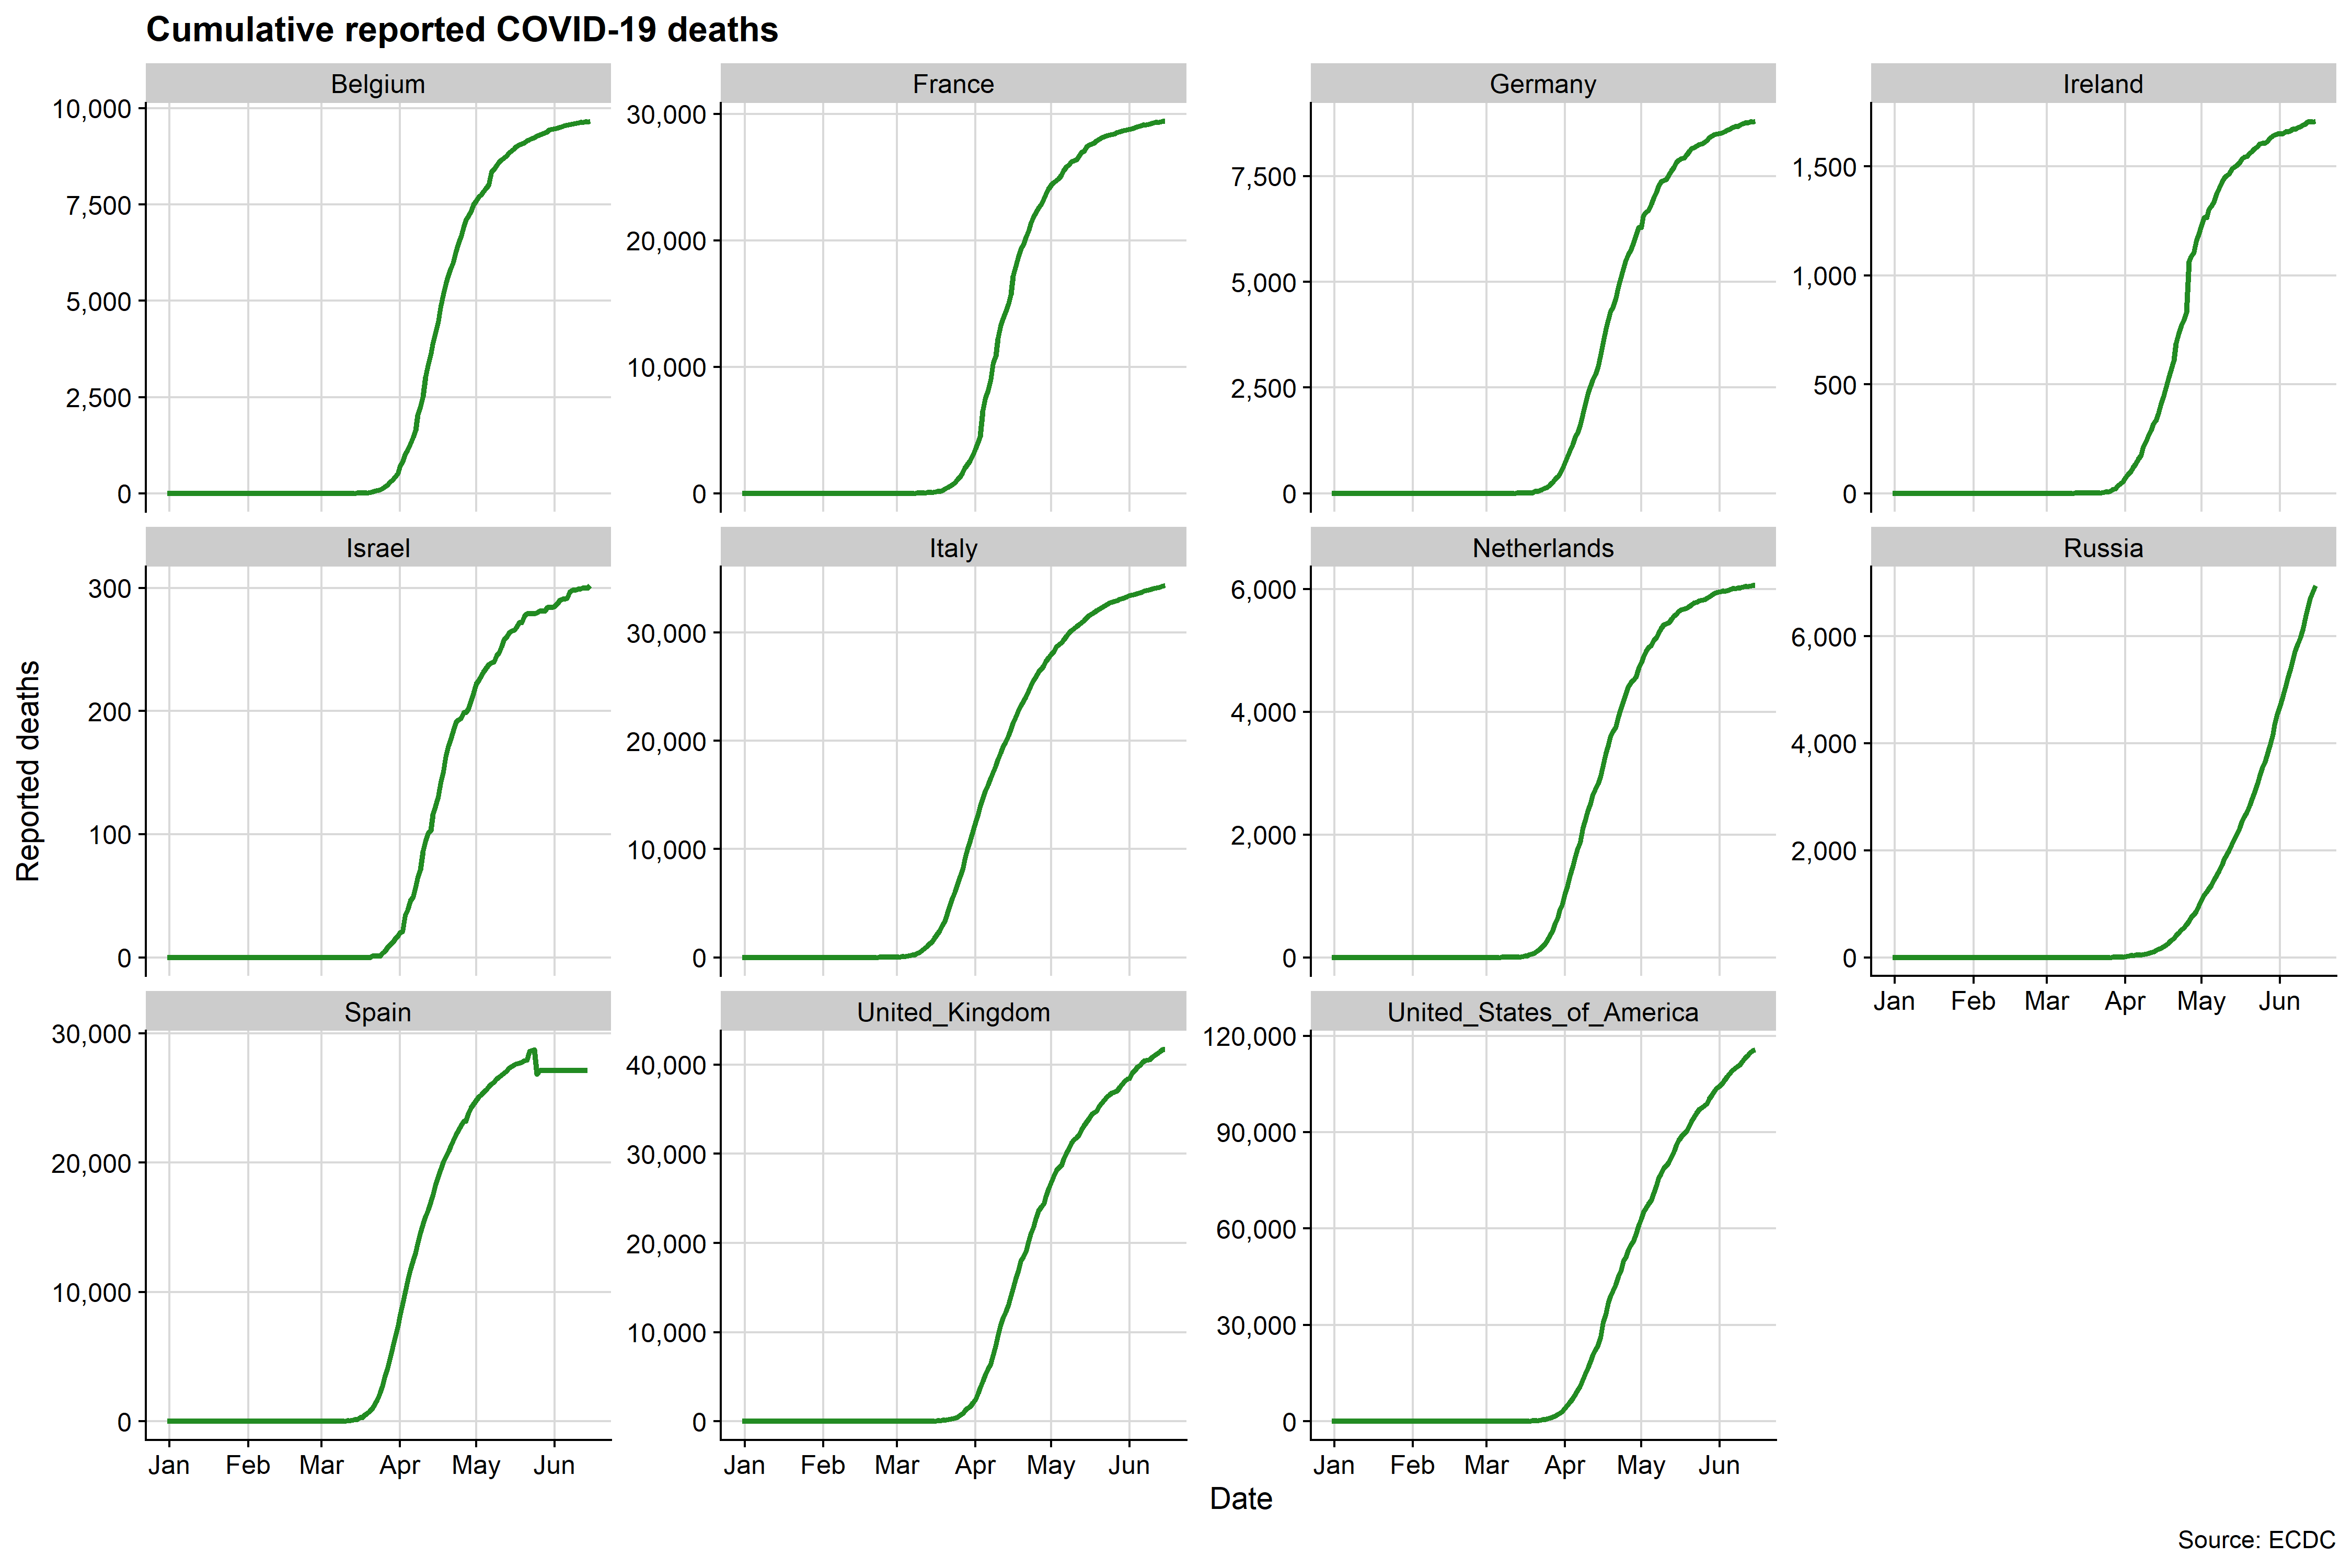 Cumulative reported COVID-19 deaths
Belgium
France
Germany
Ireland
10,000
7,500
5,000
2,500
0
30,000
20,000
10,000
0
7,500
5,000
2,500
0
1,500
1,000
500
0
Israel
Italy
Netherlands
Russia
300
200
100
0
30,000
20,000
10,000
0
6,000
4,000
2,000
0
6,000
4,000
2,000
0
Jan Feb Mar Apr May Jun
Reported deaths
Spain
United_Kingdom
United_States_of_America
30,000
20,000
10,000
0
40,000
30,000
20,000
10,000
0
120,000
90,000
60,000
30,000
0
Jan Feb Mar Apr May Jun
Jan Feb Mar Apr May Jun
Jan Feb Mar Apr May Jun
Date
Source: ECDC